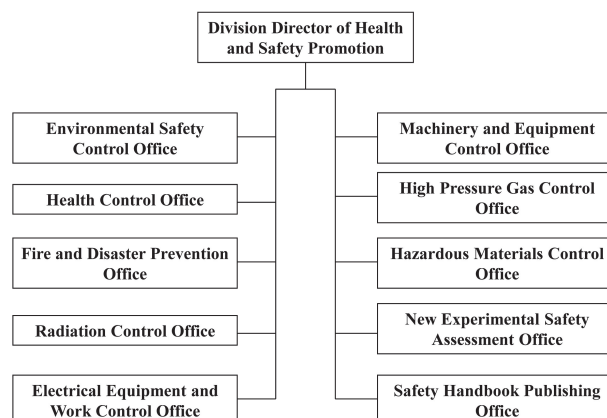 Division Director of Health
and Safety Promotion
Environmental Safety
Control Office
Health Control Office
Fire and Disaster Prevention
Office
Radiation Control Office
Electrical Equipment and
Work Control Office
Machinery and Equipment
Control Office
High Pressure Gas Control
Office
Hazardous Materials Control
Office
New Experimental Safety
Assessment Office
Safety Handbook Publishing
Office